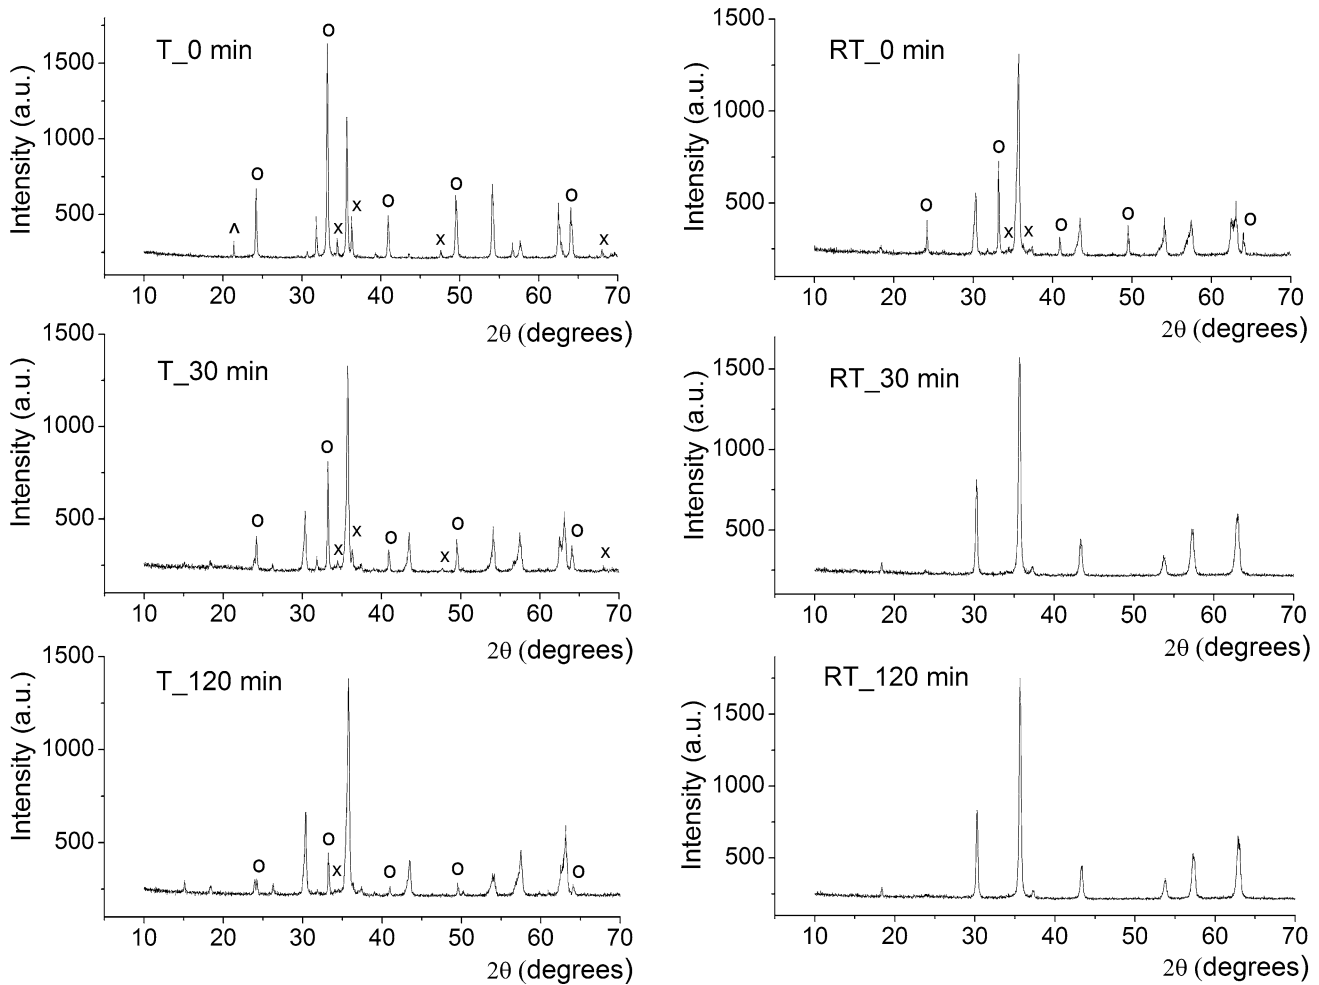 T_0 min
Intensity (a.u.)
1500
1000
500
o
^
o
x
x
o
x
o
o
x
10 20 30 40 50 60 70
2θ (degrees)
RT_0 min
Intensity (a.u.)
1500
1000
500
o
o
x
x
o
o
o
10 20 30 40 50 60 70
2θ (degrees)
T_30 min
Intensity (a.u.)
1500
1000
500
o
o
x
x
o
x
o
o
x
10 20 30 40 50 60 70
2θ (degrees)
RT_30 min
Intensity (a.u.)
1500
1000
500
10 20 30 40 50 60 70
2θ (degrees)
T_120 min
Intensity (a.u.)
1500
1000
500
o
o
x
o
o
o
10 20 30 40 50 60 70
2θ (degrees)
RT_120 min
Intensity (a.u.)
1500
1000
500
10 20 30 40 50 60 70
2θ (degrees)